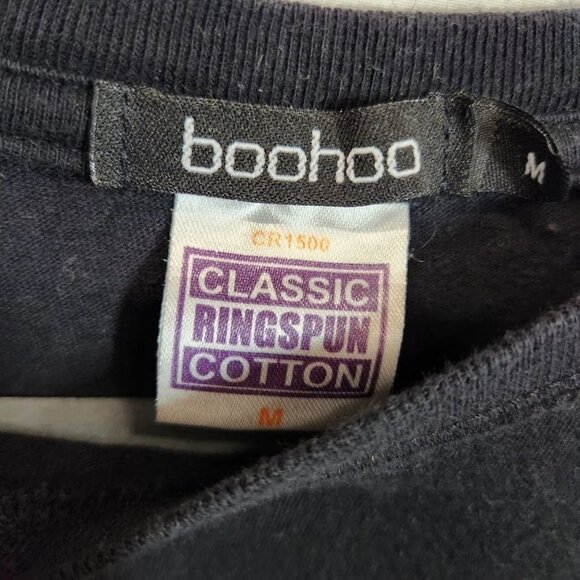 boohoo
M
CR1500
CLASSIC
RINGSPUN
COTTON
M